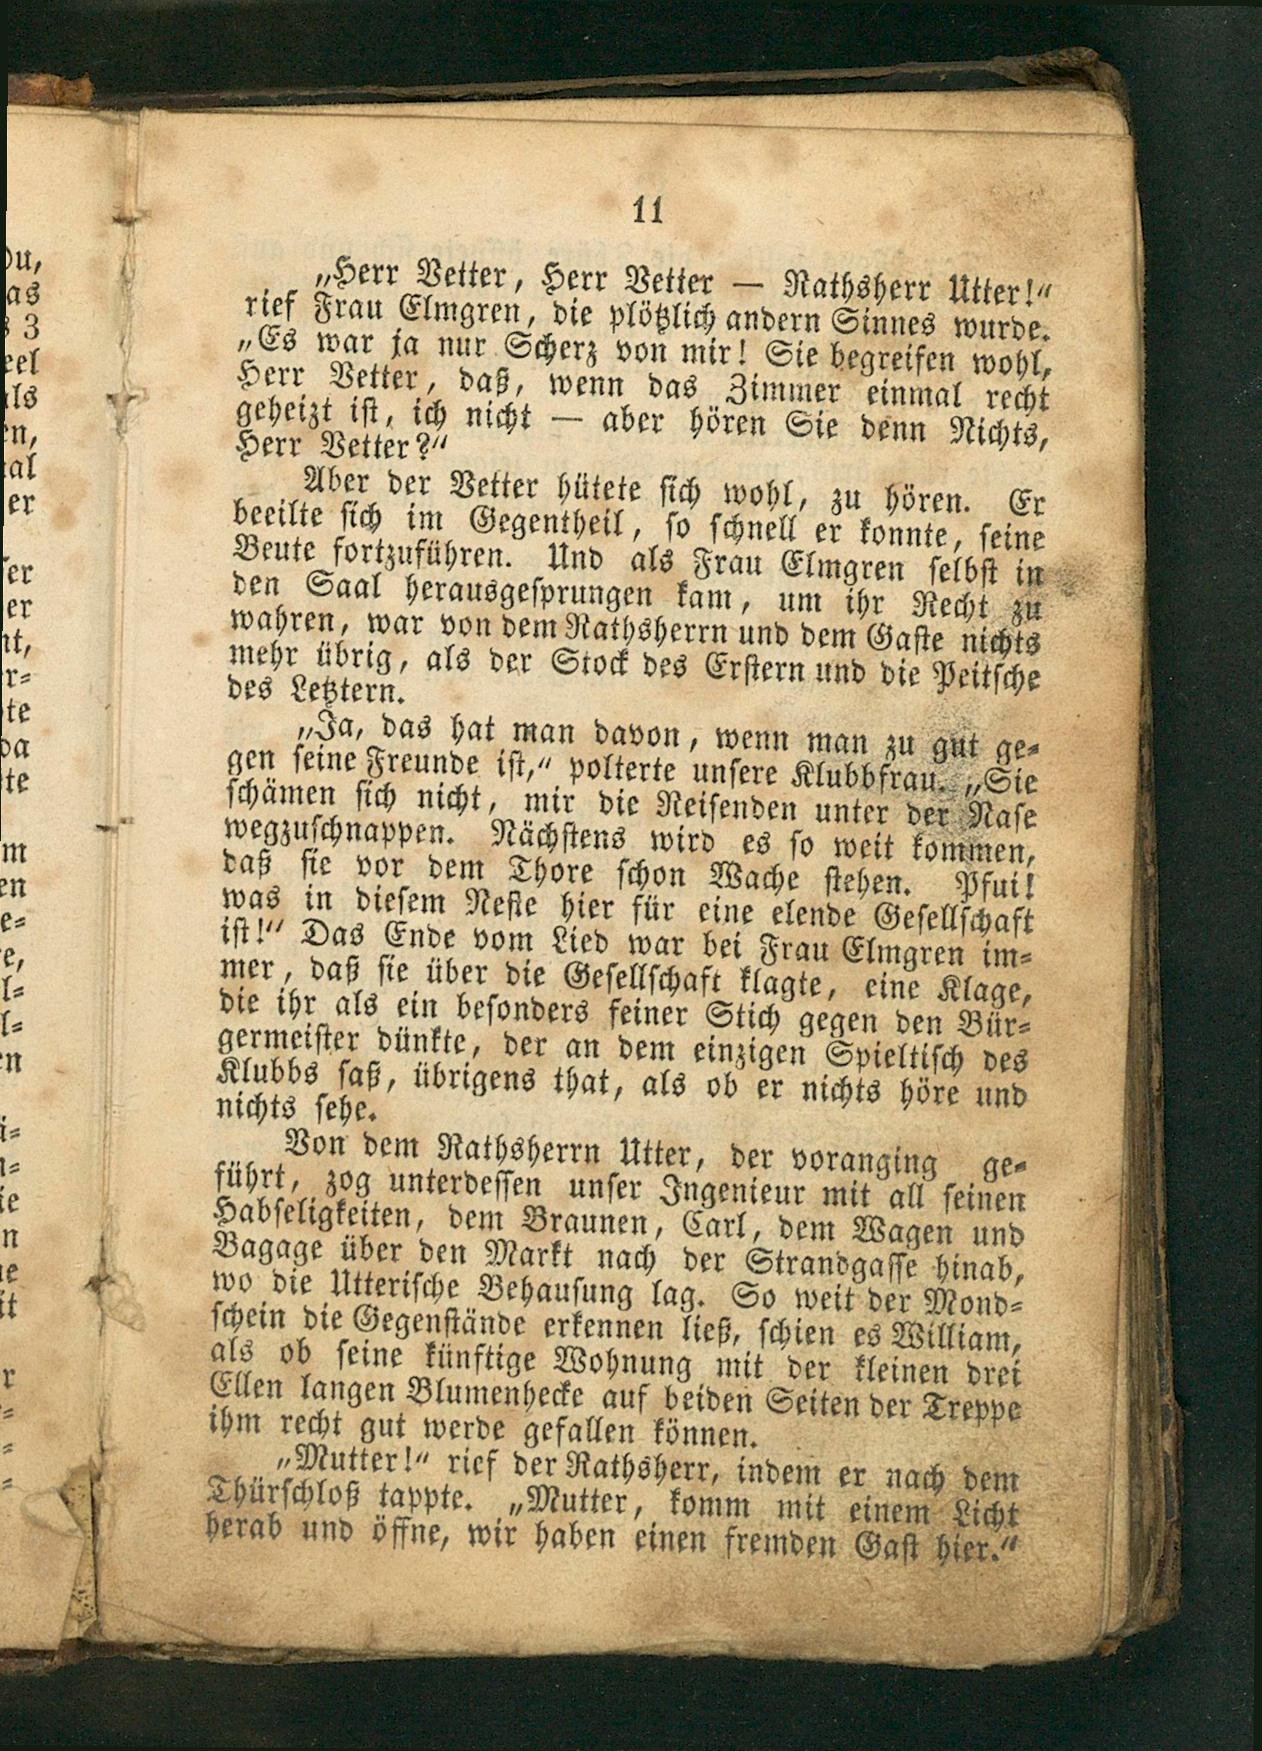 11
„Herr Vetter, Herr Vetter — Rathsherr Utter!“
rief Frau Elmgren, die plötzlich andern Sinnes wurde.
„Es war ja nur Scherz von mir! Sie begreifen wohl,
Herr Vetter, daß, wenn das Zimmer einmal recht
geheizt ist, ich nicht — aber hören Sie denn Nichts,
Herr Vetter?“
Aber der Vetter hütete sich wohl, zu hören. Er
beeilte sich im Gegentheil, so schnell er konnte, seine
Beute fortzuführen. Und als Frau Elmgren selbst in
den Saal herausgesprungen kam, um ihr Recht zu
wahren, war von dem Rathsherrn und dem Gaste nichts
mehr übrig, als der Stock des Erstern und die Peitsche
des Letztern.
„Ja, das hat man davon, wenn man zu gut ge-
gen seine Freunde ist,“ polterte unsere Klubbfrau. „Sie
schämen sich nicht, mir die Reisenden unter der Nase
wegzuschnappen. Nächstens wird es so weit kommen,
daß sie vor dem Thore schon Wache stehen. Pfui!
was in diesem Neste hier für eine elende Gesellschaft
ist!“ Das Ende vom Lied war bei Frau Elmgren im-
mer, daß sie über die Gesellschaft klagte, eine Klage,
die ihr als ein besonders feiner Stich gegen den Bür-
germeister dünkte, der an dem einzigen Spieltisch des
Klubbs saß, übrigens that, als ob er nichts höre und
nichts sehe.
Von dem Rathsherrn Utter, der voranging ge-
führt, zog unterdessen unser Ingenieur mit all seinen
Habseligkeiten, dem Braunen, Carl, dem Wagen und
Bagage über den Markt nach der Strandgasse hinab,
wo die Utterische Behausung lag. So weit der Mond-
schein die Gegenstände erkennen ließ, schien es William,
als ob seine künftige Wohnung mit der kleinen drei
Ellen langen Blumenhecke auf beiden Seiten der Treppe
ihm recht gut werde gefallen können.
„Mutter!“ rief der Rathsherr, indem er nach dem
Thürschloß tappte. „Mutter, komm mit einem Licht
herab und öffne, wir haben einen fremden Gast hier.“